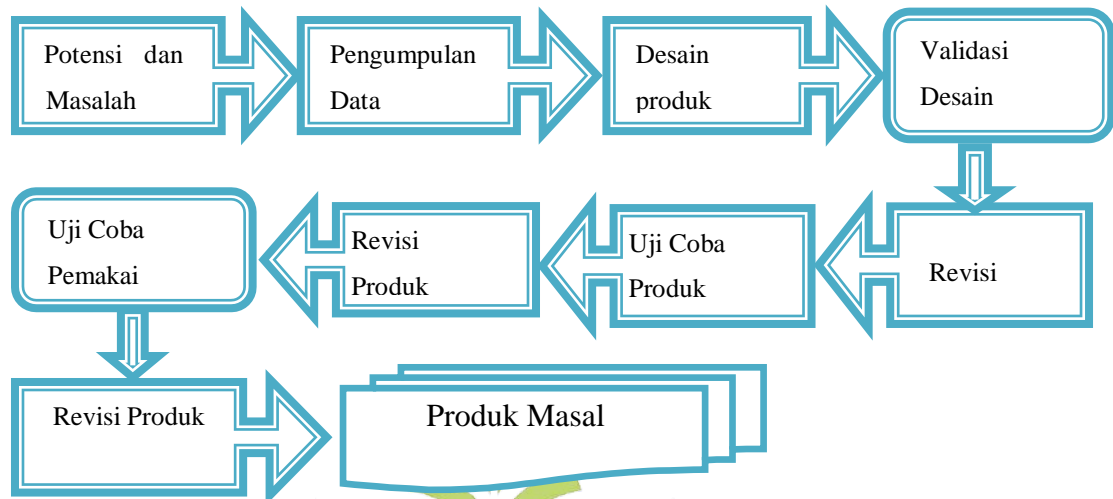 Potensi dan
Masalah
Pengumpulan
Data
Desain
produk
Validasi
Desain
Revisi
Uji Coba
Produk
Revisi
Produk
Uji Coba
Pemakai
Revisi Produk
Produk Masal